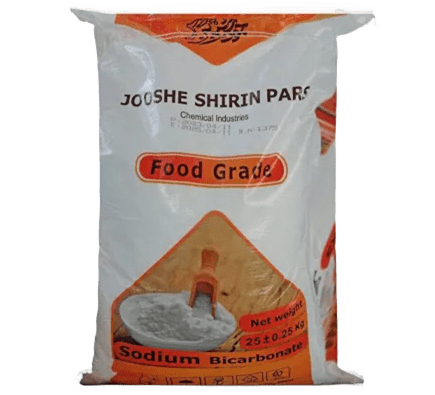 JOOSHE SHIRIN PARS
Chemical Industries
Food Grade
Net weight
25±0.25 Kg
Sodium Bicarbonate